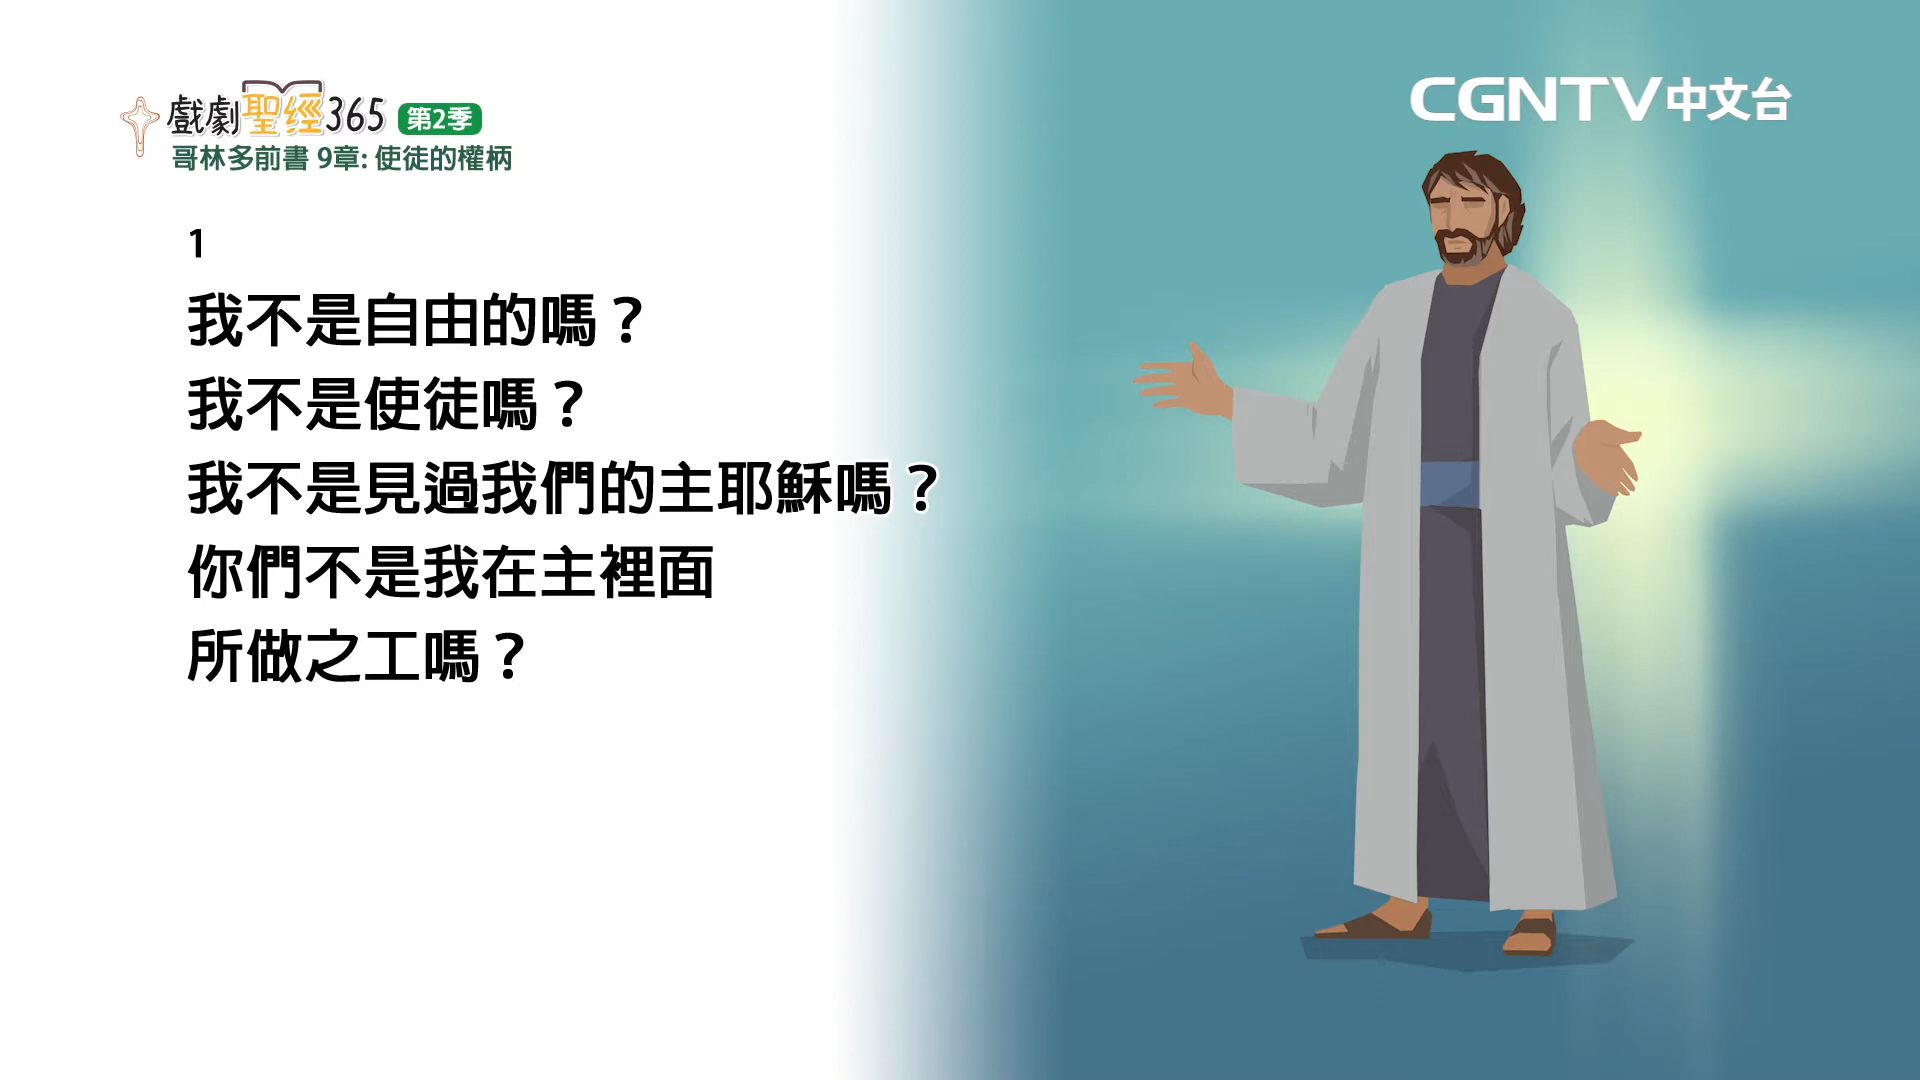 戲劇聖經365 第2季
CGNTV中文台
哥林多前書 9章: 使徒的權柄
1
我不是自由的嗎？
我不是使徒嗎？
我不是見過我們的主耶穌嗎？
你們不是我在主裡面
所做之工嗎？